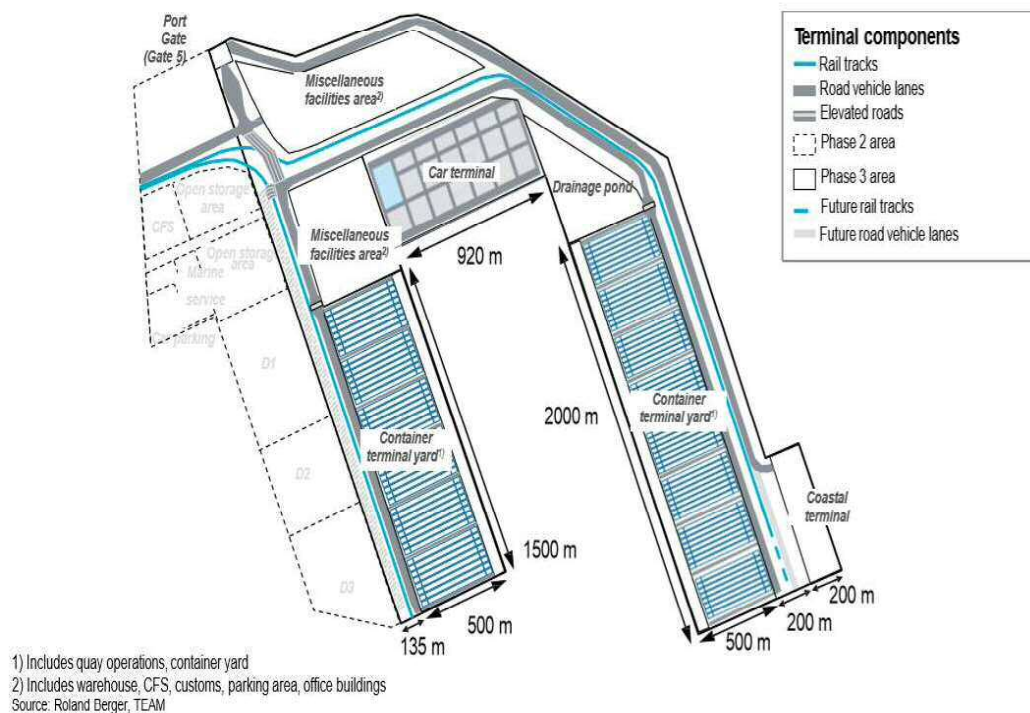 Port
Gate
(Gate 5)
Miscellaneous
facilities area2)
Car terminal
Drainage pond
Open storage
area
CFS
Miscellaneous
facilities area2)
920 m
Open storage
area
Marine
service
Car parking
D1
D2
D3
Container
terminal yard1)
2000 m
Container
terminal yard1)
Coastal
terminal
1500 m
500 m
135 m
500 m
200 m
200 m
Terminal components
Rail tracks
Road vehicle lanes
Elevated roads
Phase 2 area
Phase 3 area
Future rail tracks
Future road vehicle lanes
1) Includes quay operations, container yard
2) Includes warehouse, CFS, customs, parking area, office buildings
Source: Roland Berger, TEAM